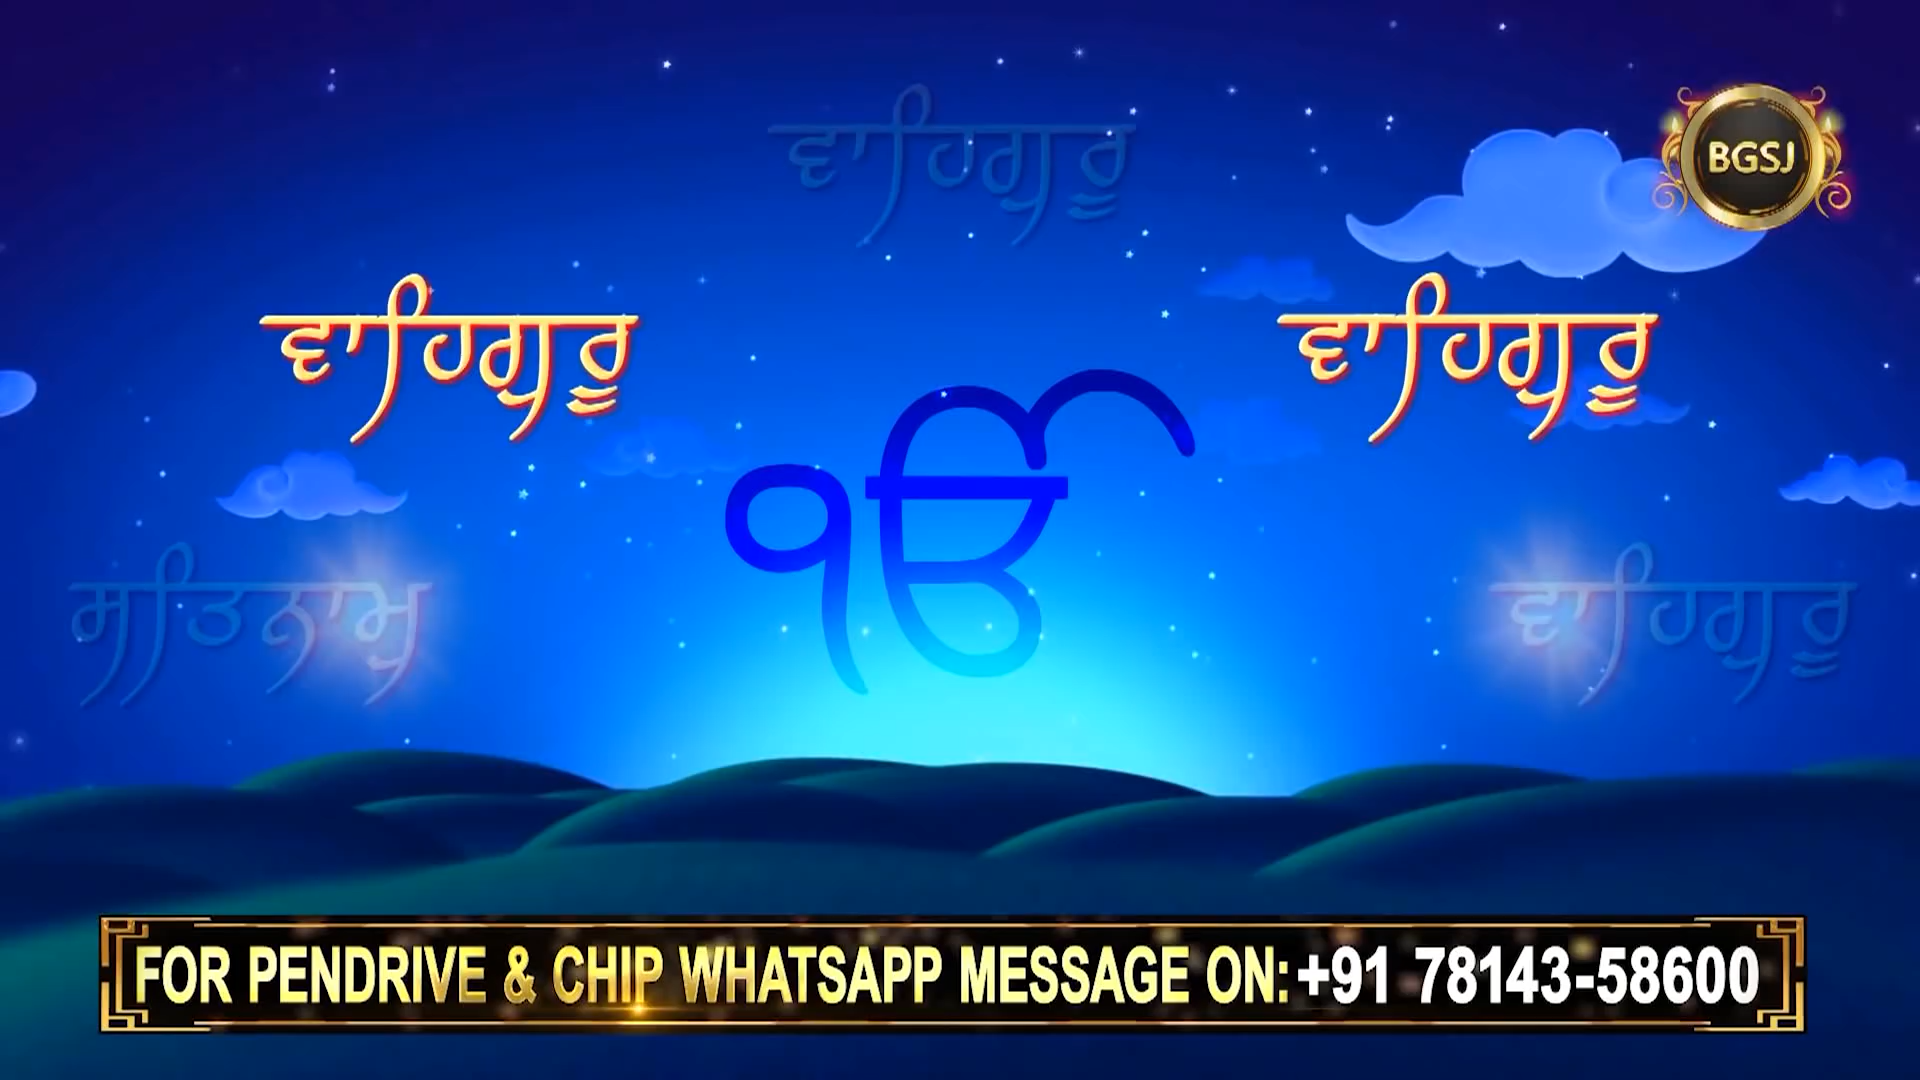 ਵਾਹਿਗੁਰੂ
BGSJ
ਵਾਹਿਗੁਰੂ ਵਾਹਿਗੁਰੂ
ੴ
ਸਤਿਨਾਮੁ ਵਾਹਿਗੁਰੂ
FOR PENDRIVE & CHIP WHATSAPP MESSAGE ON: +91 78143-58600